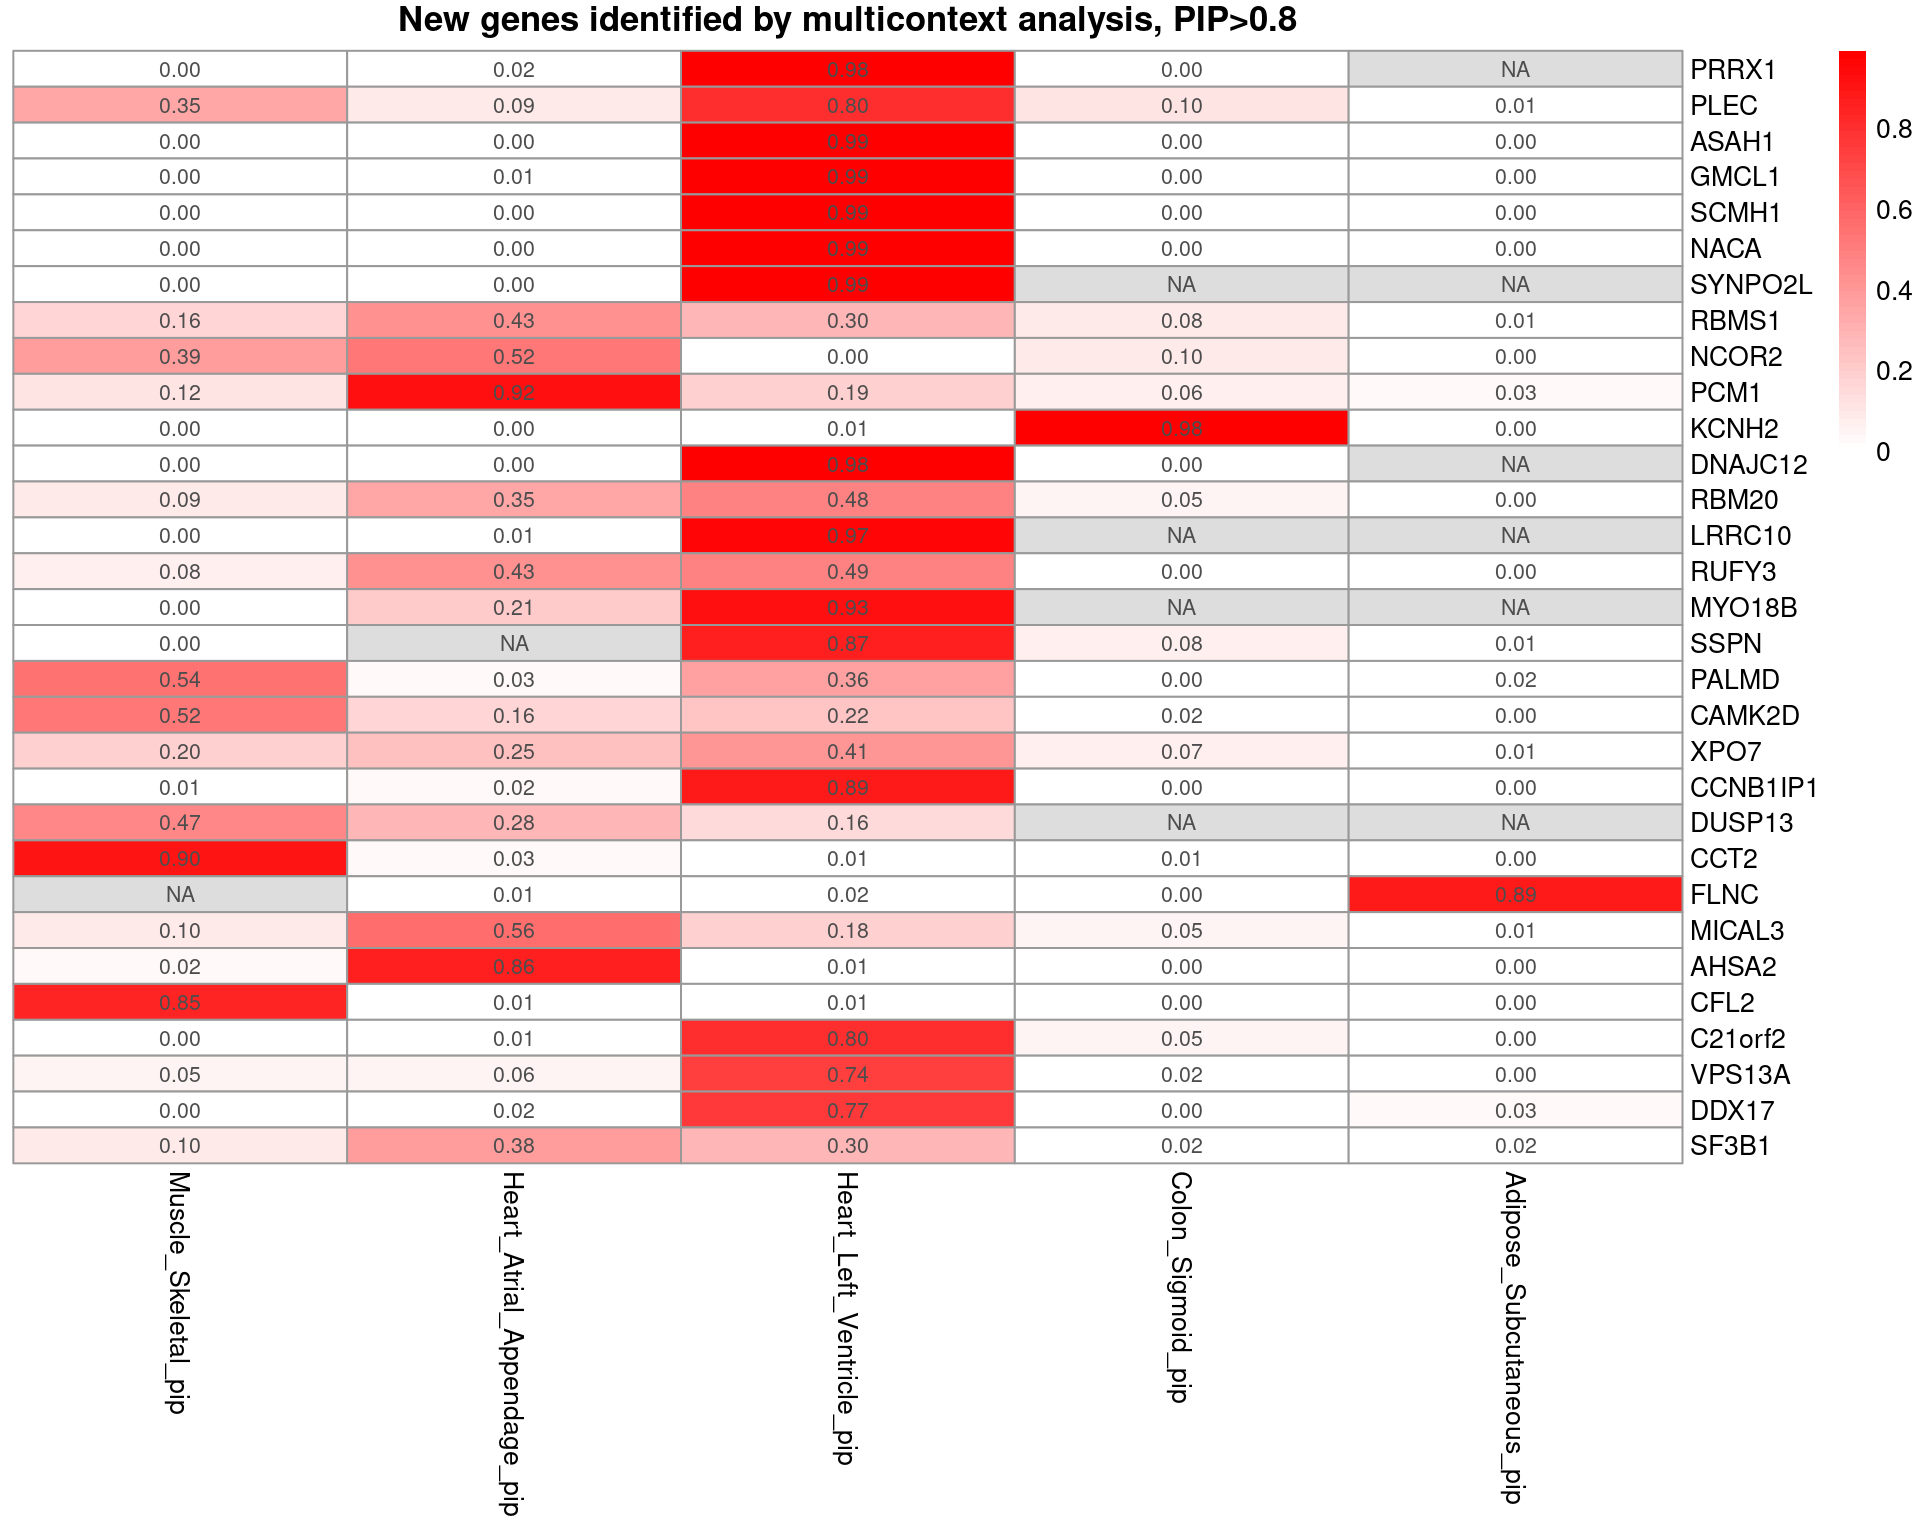 New genes identified by multicontext analysis, PIP>0.8
0.00 0.02 0.98 0.00 NA PRRX1
0.35 0.09 0.80 0.10 0.01 PLEC
0.00 0.00 0.99 0.00 0.00 ASAH1
0.00 0.01 0.99 0.00 0.00 GMCL1
0.00 0.00 0.99 0.00 0.00 SCMH1
0.00 0.00 0.99 0.00 0.00 NACA
0.00 0.00 0.99 NA NA SYNPO2L
0.16 0.43 0.30 0.08 0.01 RBMS1
0.39 0.52 0.00 0.10 0.00 NCOR2
0.12 0.92 0.19 0.06 0.03 PCM1
0.00 0.00 0.01 0.98 0.00 KCNH2
0.00 0.00 0.98 0.00 NA DNAJC12
0.09 0.35 0.48 0.05 0.00 RBM20
0.00 0.01 0.97 NA NA LRRC10
0.08 0.43 0.49 0.00 0.00 RUFY3
0.00 0.21 0.93 NA NA MYO18B
0.00 NA 0.87 0.08 0.01 SSPN
0.54 0.03 0.36 0.00 0.02 PALMD
0.52 0.16 0.22 0.02 0.00 CAMK2D
0.20 0.25 0.41 0.07 0.01 XPO7
0.01 0.02 0.89 0.00 0.00 CCNB1IP1
0.47 0.28 0.16 NA NA DUSP13
0.90 0.03 0.01 0.01 0.00 CCT2
NA 0.01 0.02 0.00 0.89 FLNC
0.10 0.56 0.18 0.05 0.01 MICAL3
0.02 0.86 0.01 0.00 0.00 AHSA2
0.85 0.01 0.01 0.00 0.00 CFL2
0.00 0.01 0.80 0.05 0.00 C21orf2
0.05 0.06 0.74 0.02 0.00 VPS13A
0.00 0.02 0.77 0.00 0.03 DDX17
0.10 0.38 0.30 0.02 0.02 SF3B1
Muscle_Skeletal_pip
Heart_Atrial_Appendage_pip
Heart_Left_Ventricle_pip
Colon_Sigmoid_pip
Adipose_Subcutaneous_pip
0.8
0.6
0.4
0.2
0